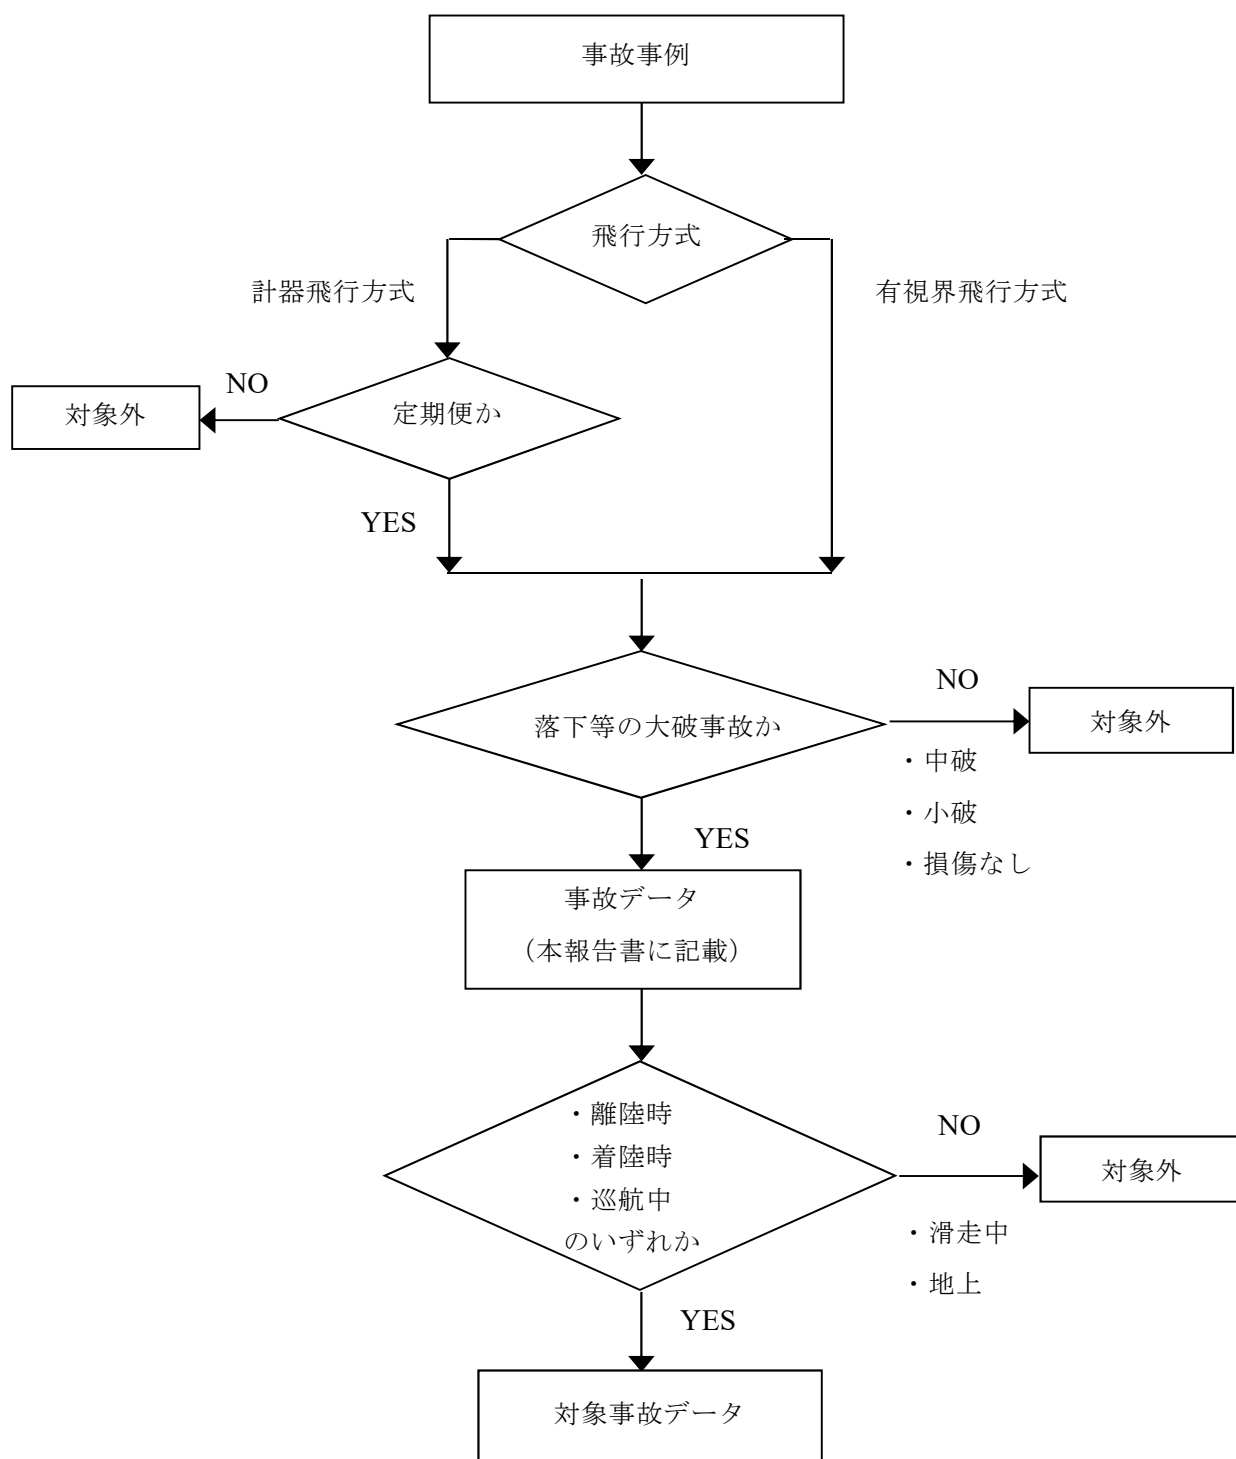 事故事例
飛行方式
計器飛行方式
有視界飛行方式
NO
対象外
定期便か
YES
落下等の大破事故か
NO
対象外
・中破
・小破
・損傷なし
YES
事故データ
（本報告書に記載）
・離陸時
・着陸時
・巡航中
のいずれか
NO
対象外
・滑走中
・地上
YES
対象事故データ